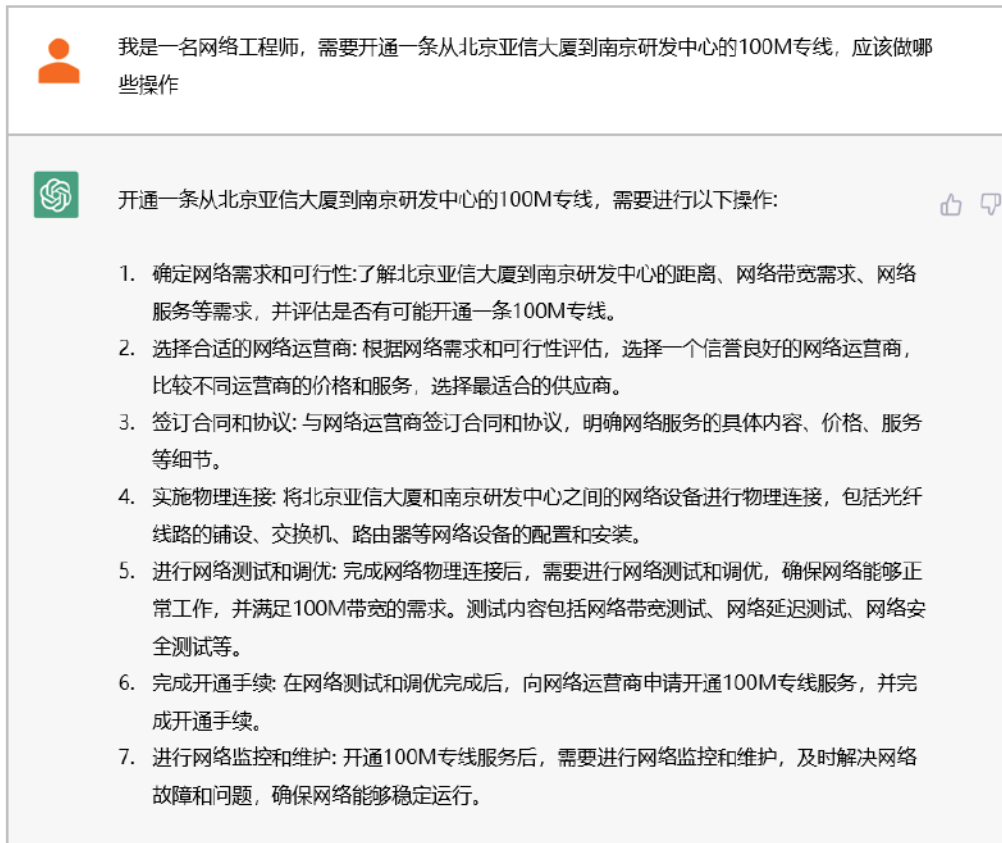 我是一名网络工程师，需要开通一条从北京亚信大厦到南京研发中心的100M专线，应该做哪
些操作
开通一条从北京亚信大厦到南京研发中心的100M专线，需要进行以下操作:
1. 确定网络需求和可行性:了解北京亚信大厦到南京研发中心的距离、网络带宽需求、网络
服务等需求，并评估是否有可能开通一条100M专线。
2. 选择合适的网络运营商: 根据网络需求和可行性评估，选择一个信誉良好的网络运营商，
比较不同运营商的价格和服务，选择最适合的供应商。
3. 签订合同和协议: 与网络运营商签订合同和协议，明确网络服务的具体内容、价格、服务
等细节。
4. 实施物理连接: 将北京亚信大厦和南京研发中心之间的网络设备进行物理连接，包括光纤
线路的铺设、交换机、路由器等网络设备的配置和安装。
5. 进行网络测试和调优: 完成网络物理连接后，需要进行网络测试和调优，确保网络能够正
常工作，并满足100M带宽的需求。测试内容包括网络带宽测试、网络延迟测试、网络安
全测试等。
6. 完成开通手续: 在网络测试和调优完成后，向网络运营商申请开通100M专线服务，并完
成开通手续。
7. 进行网络监控和维护: 开通100M专线服务后，需要进行网络监控和维护，及时解决网络
故障和问题，确保网络能够稳定运行。